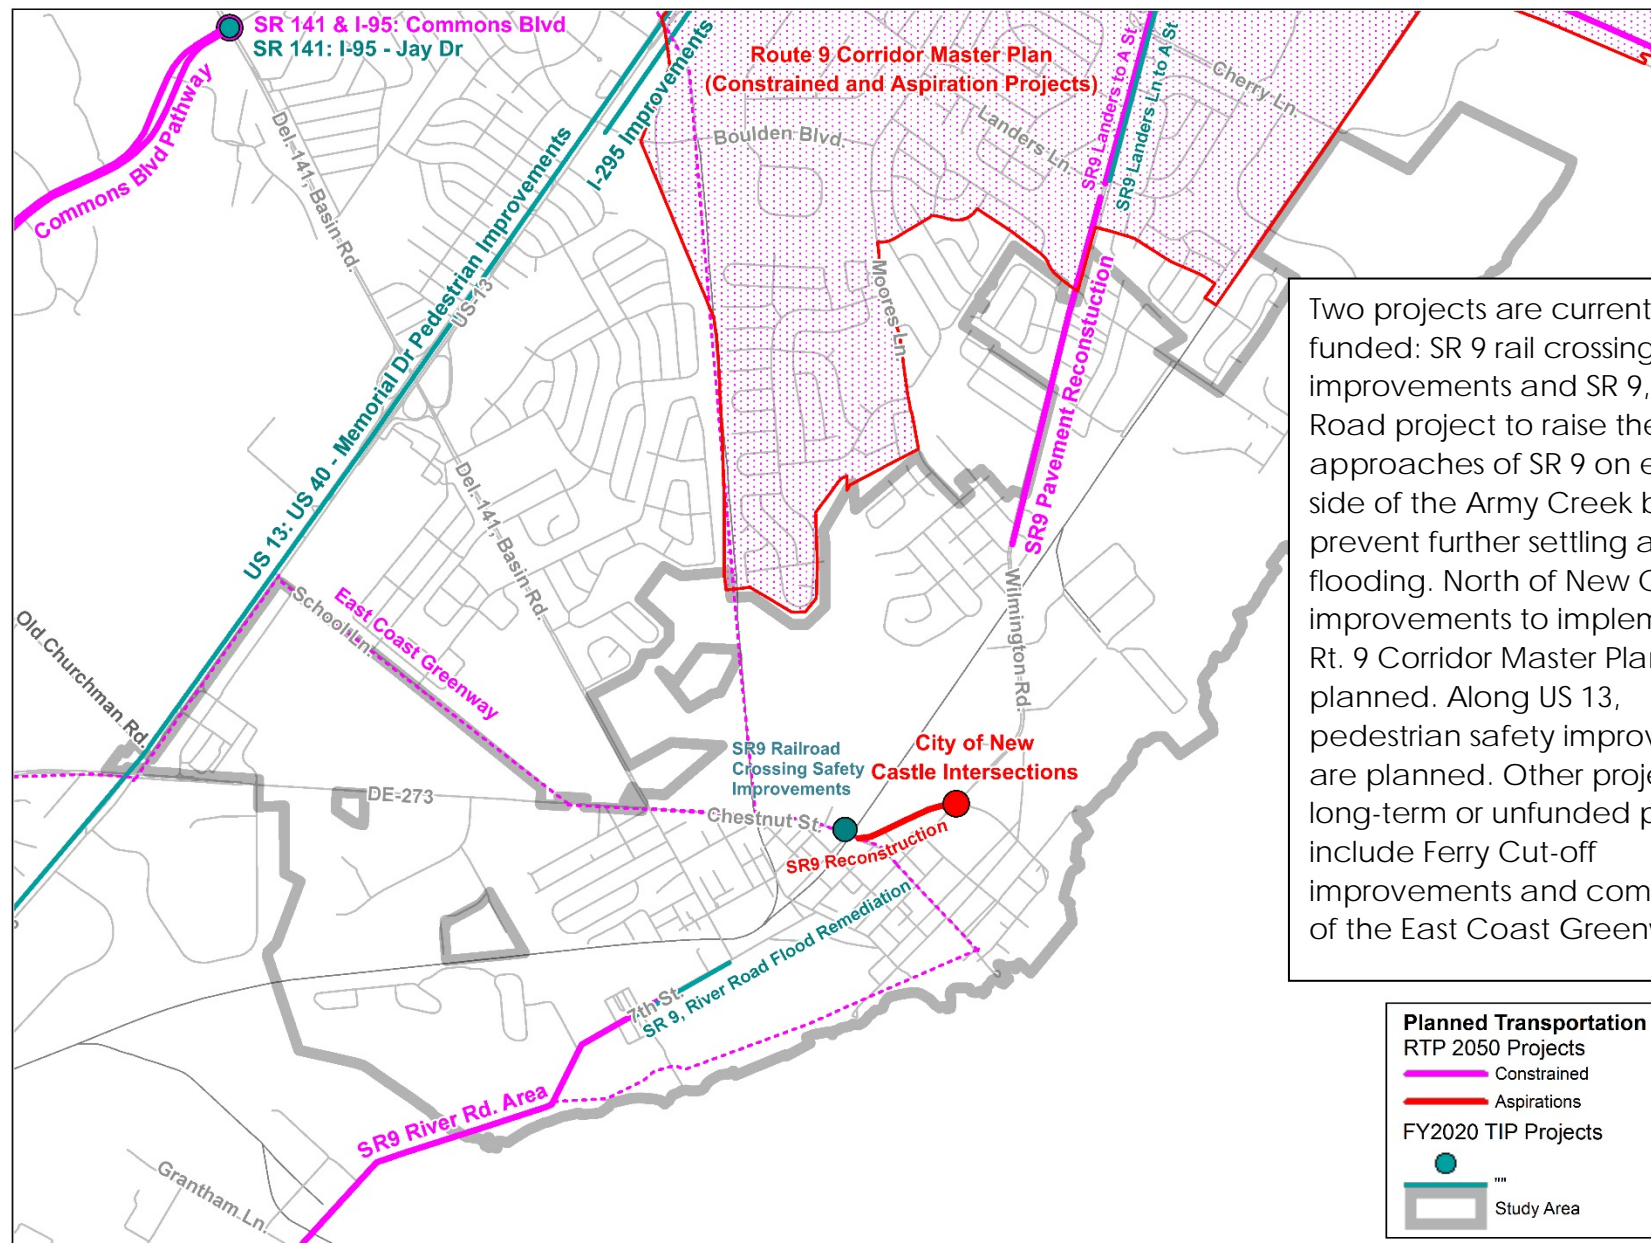 SR 141 & I-95: Commons Blvd
SR 141: I-95 - Jay Dr
Commons Blvd Pathway
Del. 141, Basin Rd.
US 13: US 40 - Memorial Dr Pedestrian Improvements
US-13
I-295 Improvements
Route 9 Corridor Master Plan
(Constrained and Aspiration Projects)
Boulden Blvd.
Landers Ln.
Cherry Ln.
SR9 Landers to A St
SR9 Landers Ln to A St
Moores Ln.
SR9 Pavement Reconstuction
Wilmington Rd.
Del. 141, Basin Rd.
School Ln.
East Coast Greenway
Old Churchman Rd.
DE-273
Chestnut St.
SR9 Railroad
Crossing Safety
Improvements
City of New
Castle Intersections
SR9 Reconstruction
SR 9, River Road Flood Remediation
7th St.
SR9 River Rd. Area
Grantham Ln.
Two projects are current
funded: SR 9 rail crossing
improvements and SR 9,
Road project to raise the
approaches of SR 9 on e
side of the Army Creek b
prevent further settling a
flooding. North of New C
improvements to implem
Rt. 9 Corridor Master Pla
planned. Along US 13,
pedestrian safety improv
are planned. Other proje
long-term or unfunded p
include Ferry Cut-off
improvements and com
of the East Coast Green
Planned Transportation
RTP 2050 Projects
Constrained
Aspirations
FY2020 TIP Projects
""
Study Area